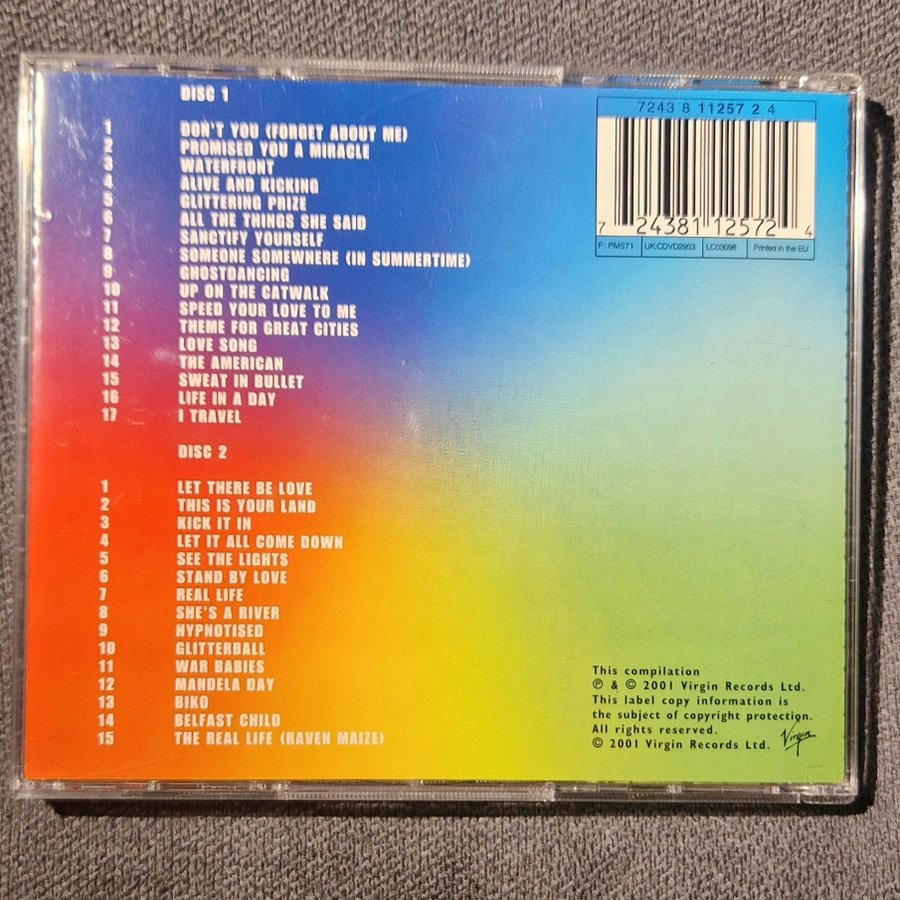 DISC 1
1 DON'T YOU (FORGET ABOUT ME)
2 PROMISED YOU A MIRACLE
3 WATERFRONT
4 ALIVE AND KICKING
5 GLITTERING PRIZE
6 ALL THE THINGS SHE SAID
7 SANCTIFY YOURSELF
8 SOMEONE SOMEWHERE (IN SUMMERTIME)
9 GHOSTDANCING
10 UP ON THE CATWALK
11 SPEED YOUR LOVE TO ME
12 THEME FOR GREAT CITIES
13 LOVE SONG
14 THE AMERICAN
15 SWEAT IN BULLET
16 LIFE IN A DAY
17 I TRAVEL
DISC 2
1 LET THERE BE LOVE
2 THIS IS YOUR LAND
3 KICK IT IN
4 LET IT ALL COME DOWN
5 SEE THE LIGHTS
6 STAND BY LOVE
7 REAL LIFE
8 SHE'S A RIVER
9 HYPNOTISED
10 GLITTERBALL
11 WAR BABIES
12 MANDELA DAY
13 BIKO
14 BELFAST CHILD
15 THE REAL LIFE (RAVEN MAIZE)
7243 8 11257 2 4
7 24381 12572 4
F: PM571 UK:CDVD2953 LC03098 Printed in the EU
This compilation
℗ & © 2001 Virgin Records Ltd.
This label copy information is
the subject of copyright protection.
All rights reserved.
© 2001 Virgin Records Ltd. Virgin